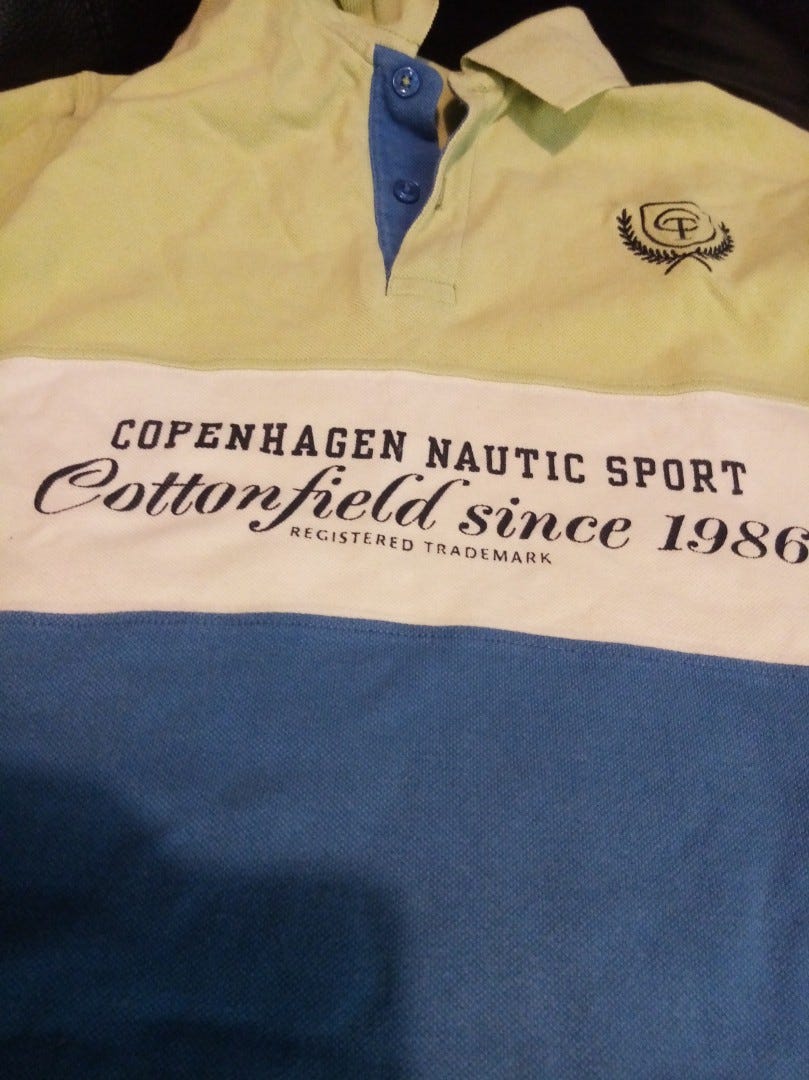 COPENHAGEN NAUTIC SPORT
Cottonfield since 1986
REGISTERED TRADEMARK